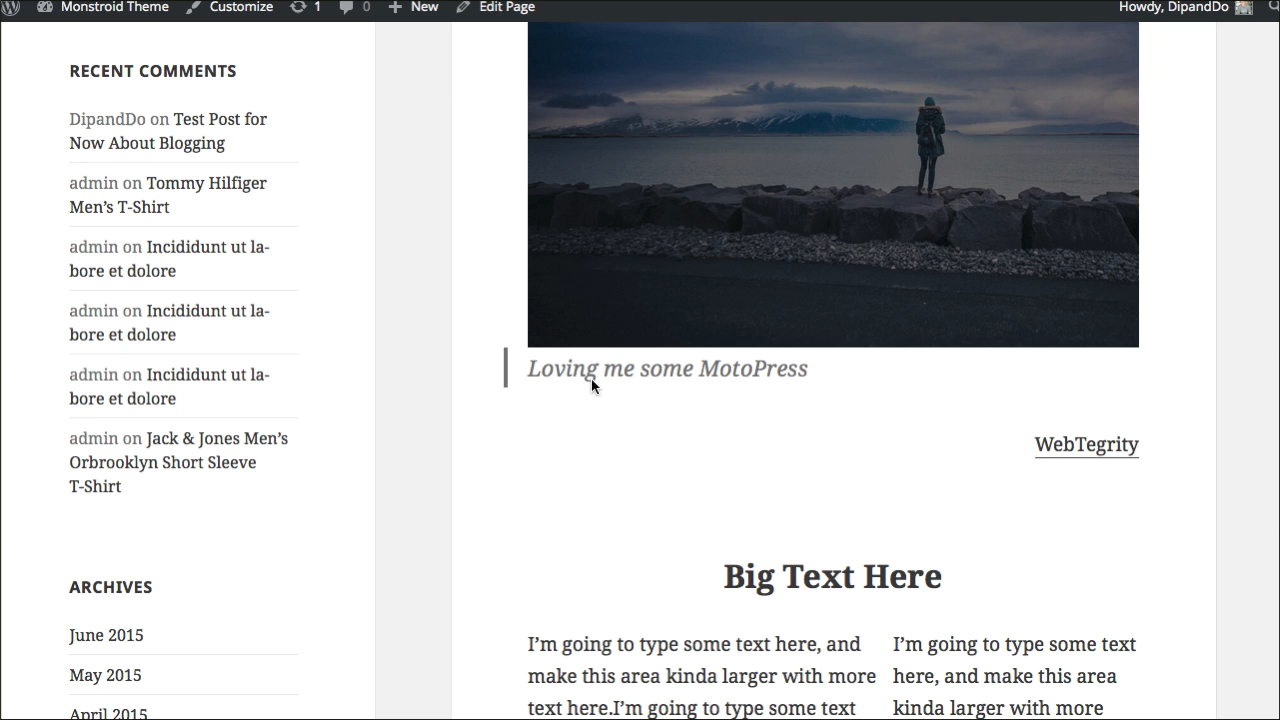 Monstroid Theme Customize 1 0 New Edit Page Howdy, DipandDo
RECENT COMMENTS
DipandDo on Test Post for
Now About Blogging
admin on Tommy Hilfiger
Men’s T-Shirt
admin on Incididunt ut la-
bore et dolore
admin on Incididunt ut la-
bore et dolore
admin on Incididunt ut la-
bore et dolore
admin on Jack & Jones Men’s
Orbrooklyn Short Sleeve
T-Shirt
ARCHIVES
June 2015
May 2015
April 2015
Loving me some MotoPress
WebTegrity
Big Text Here
I’m going to type some text here, and
make this area kinda larger with more
text here.I’m going to type some text
I’m going to type some text
here, and make this area
kinda larger with more